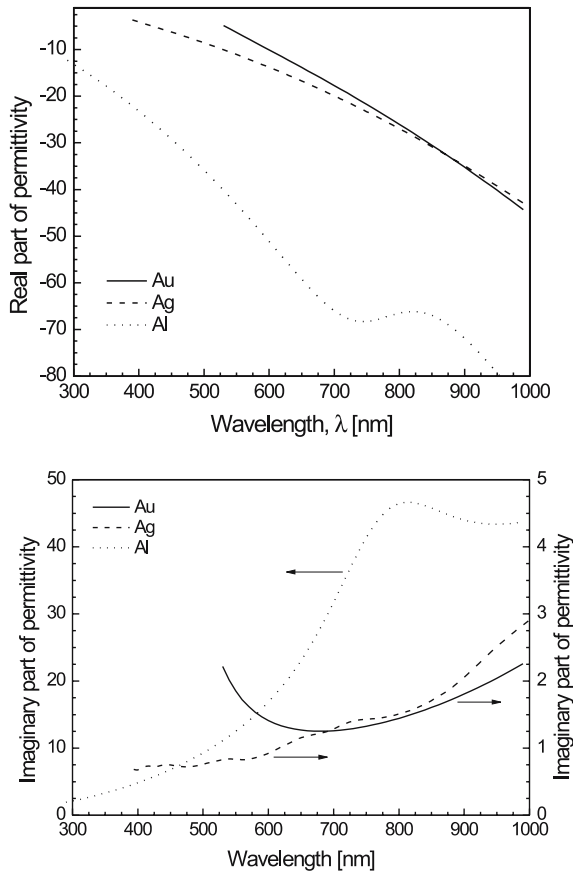 -10
-20
-30
-40
-50
-60
-70
-80
Real part of permittivity
Au
Ag
Al
300 400 500 600 700 800 900 1000
Wavelength, λ [nm]
50
40
30
20
10
0
Imaginary part of permittivity
Au
Ag
Al
5
4
3
2
1
0
Imaginary part of permittivity
300 400 500 600 700 800 900 1000
Wavelength [nm]